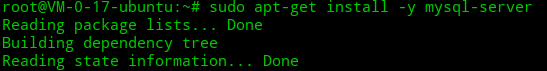 root@VM-0-17-ubuntu:~# sudo apt-get install -y mysql-server
Reading package lists... Done
Building dependency tree
Reading state information... Done